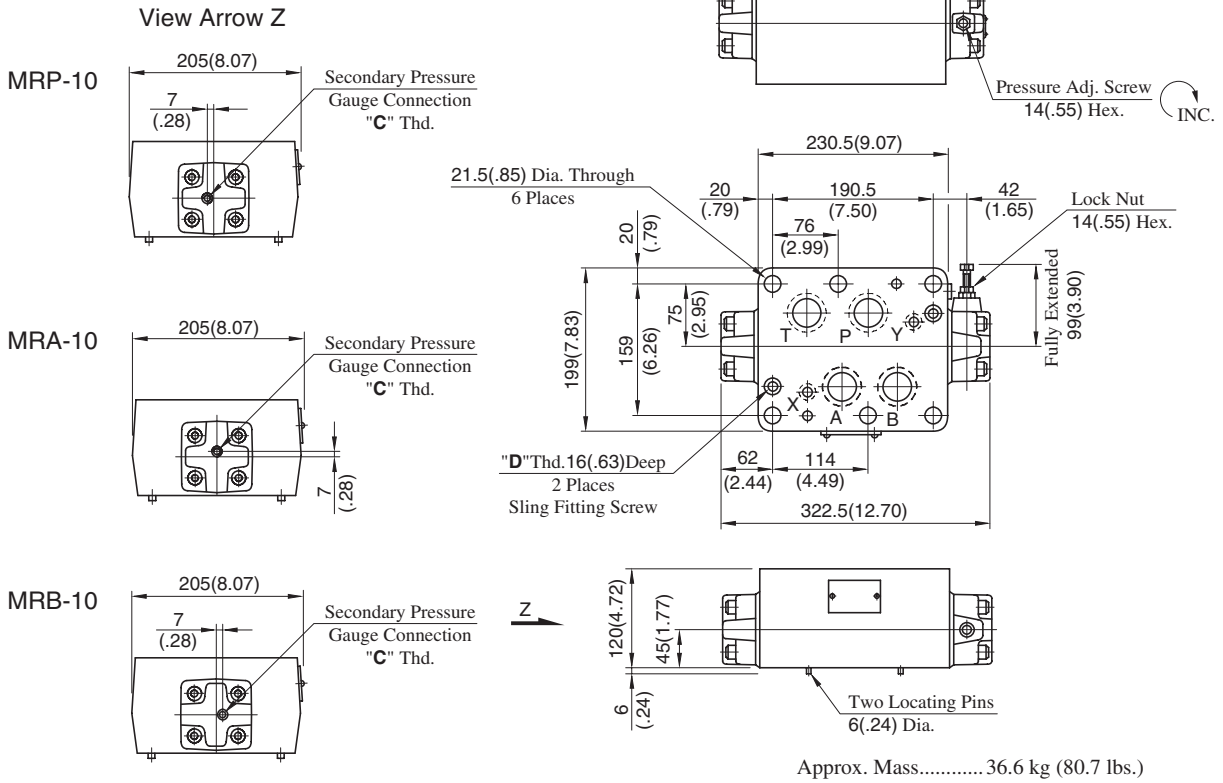 View Arrow Z
MRP-10
205(8.07)
7
(.28)
Secondary Pressure
Gauge Connection
"C" Thd.
Pressure Adj. Screw
14(.55) Hex.
INC.
230.5(9.07)
21.5(.85) Dia. Through
6 Places
20
(.79)
190.5
(7.50)
42
(1.65)
Lock Nut
14(.55) Hex.
76
(2.99)
20
(.79)
Fully Extended
99(3.90)
75
(2.95)
159
(6.26)
199(7.83)
T
P
Y
X
A
B
MRA-10
205(8.07)
Secondary Pressure
Gauge Connection
"C" Thd.
7
(.28)
"D"Thd.16(.63)Deep
2 Places
Sling Fitting Screw
62
(2.44)
114
(4.49)
322.5(12.70)
MRB-10
205(8.07)
7
(.28)
Secondary Pressure
Gauge Connection
"C" Thd.
Z
120(4.72)
45(1.77)
6
(.24)
Two Locating Pins
6(.24) Dia.
Approx. Mass............ 36.6 kg (80.7 lbs.)